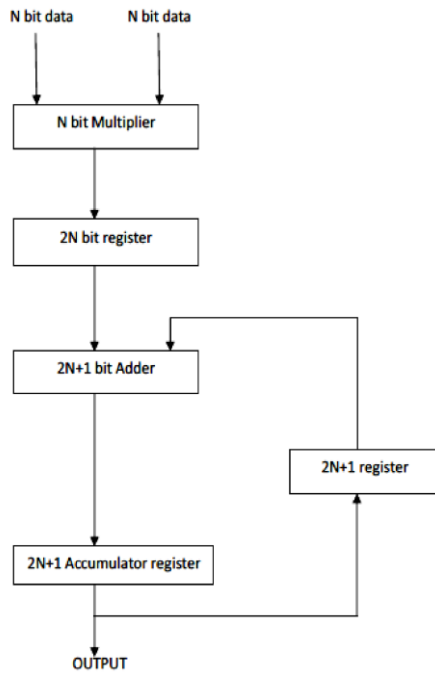 N bit data N bit data
N bit Multiplier
2N bit register
2N+1 bit Adder
2N+1 register
2N+1 Accumulator register
OUTPUT